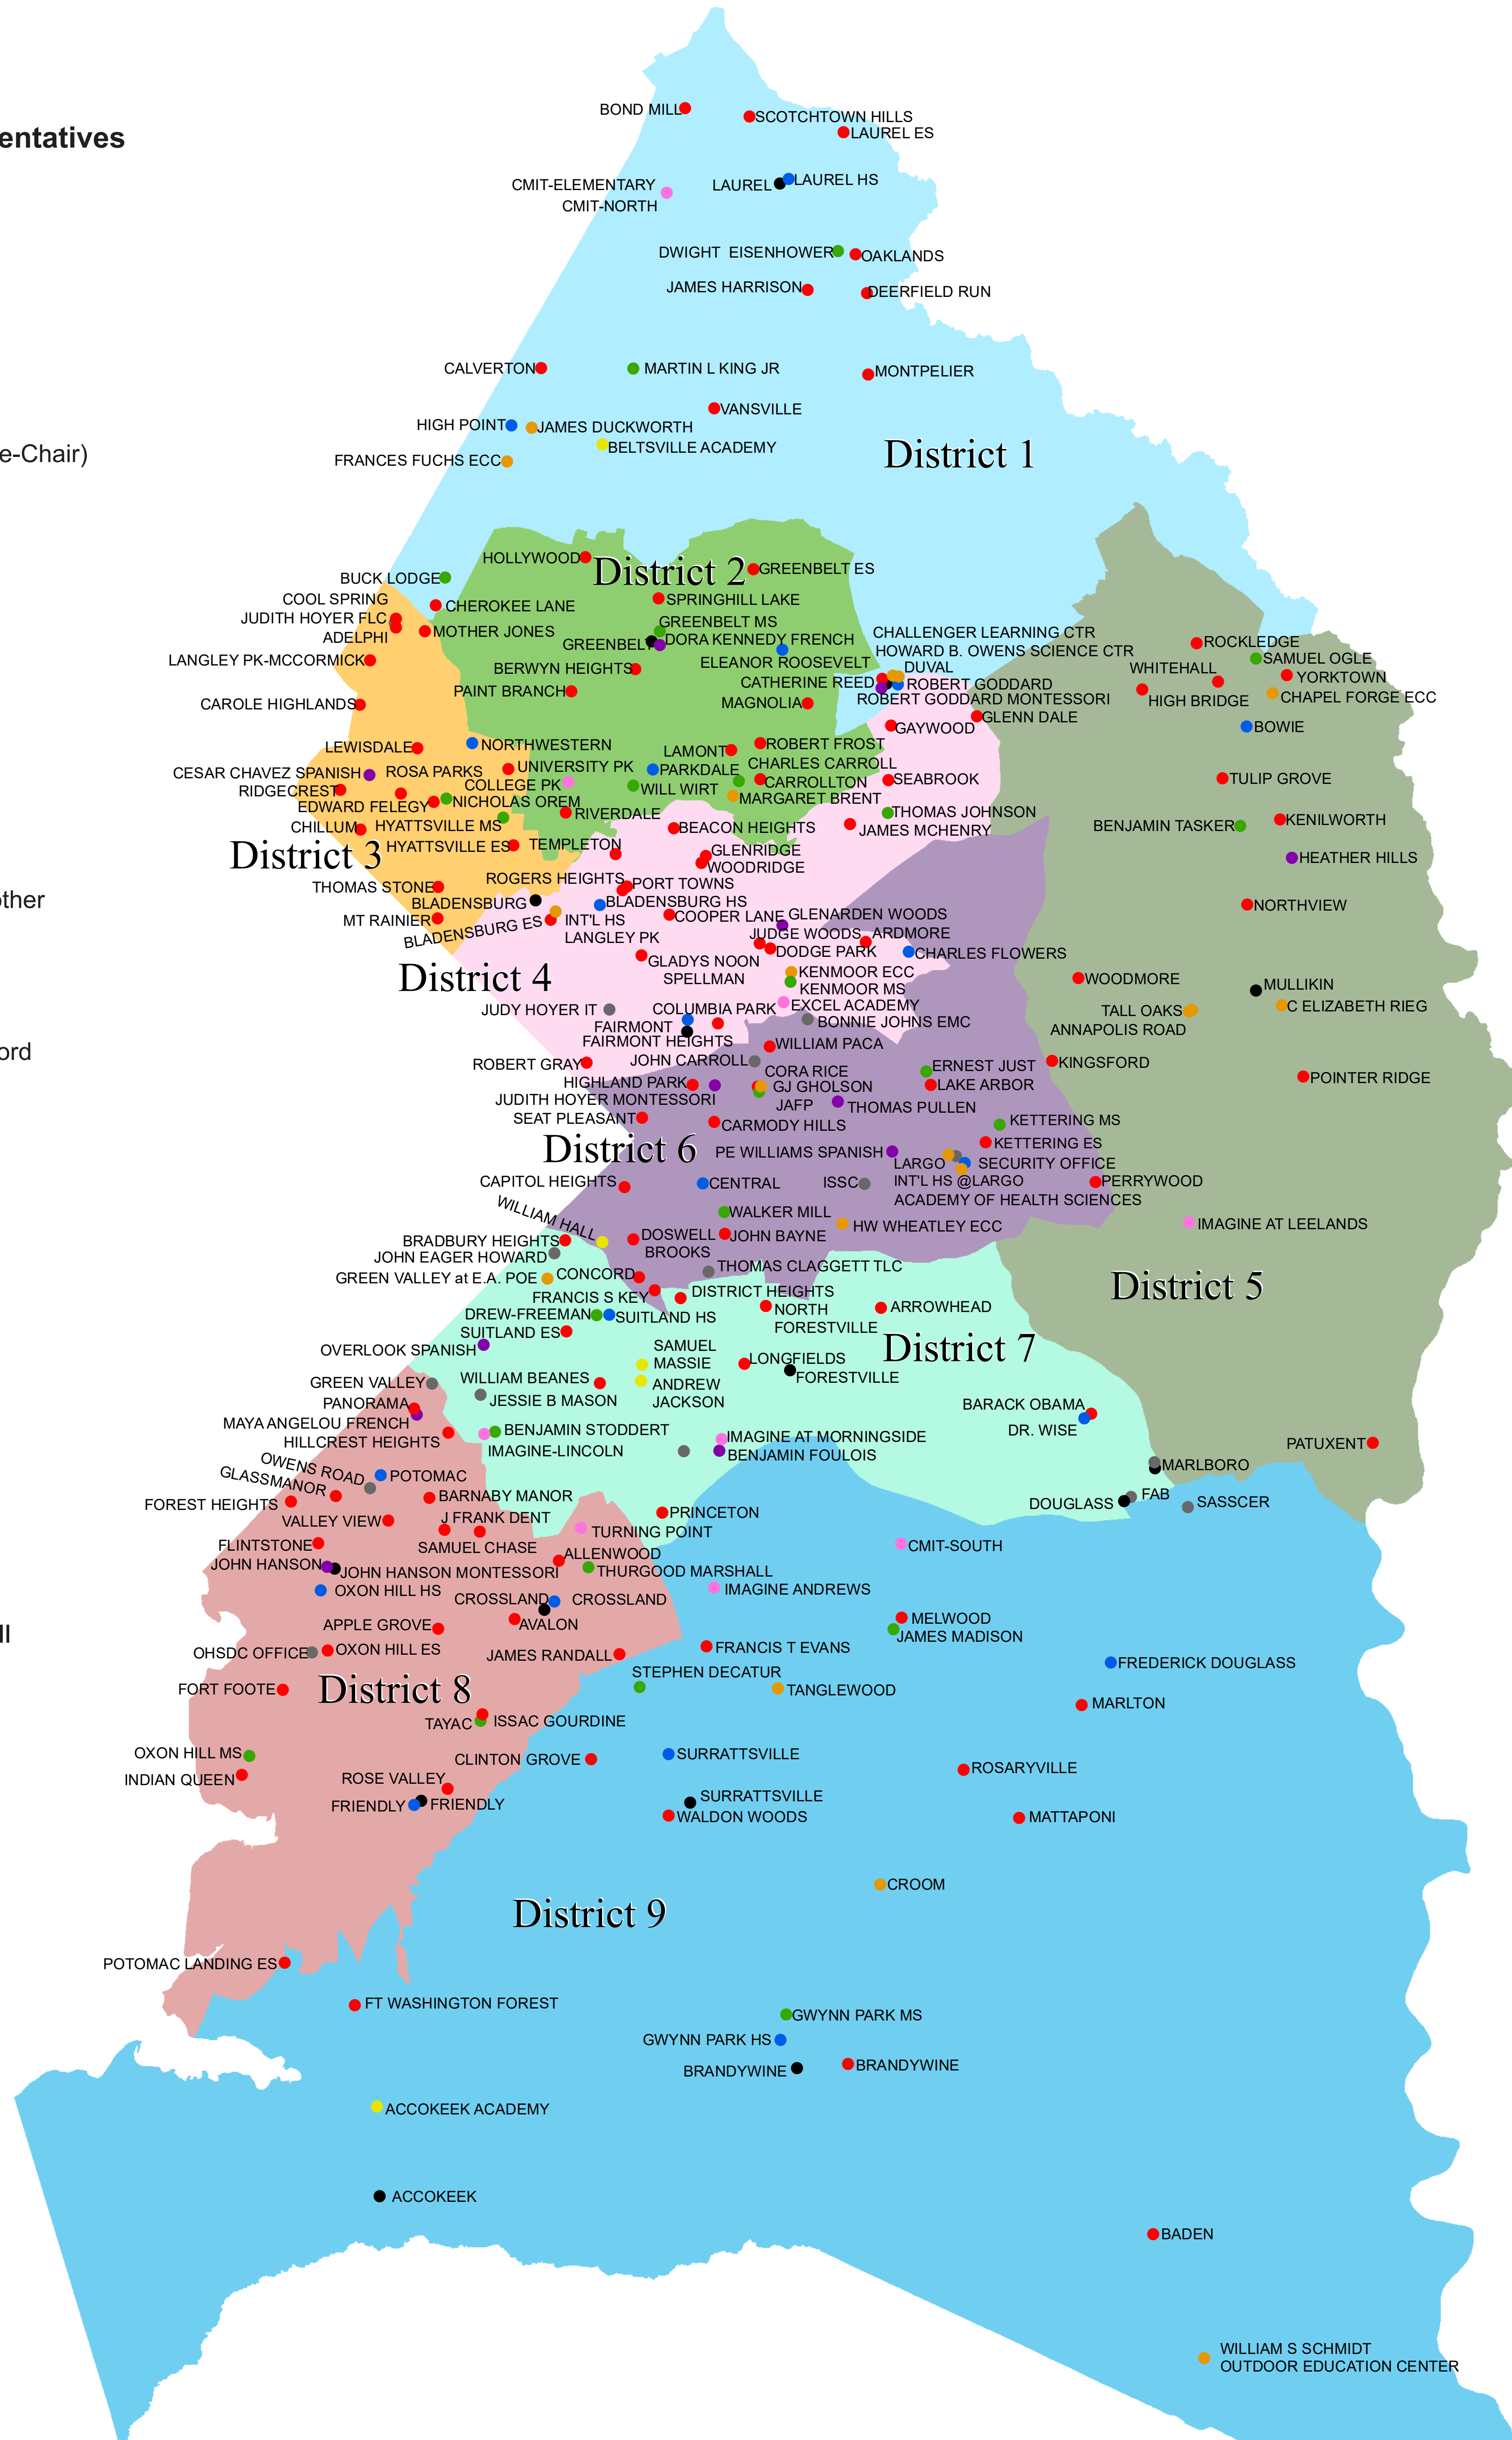 entatives
e-Chair)
other
ord
ll
BOND MILL
SCOTCHTOWN HILLS
LAUREL ES
CMIT-ELEMENTARY
CMIT-NORTH
LAUREL
LAUREL HS
DWIGHT EISENHOWER
OAKLANDS
JAMES HARRISON
DEERFIELD RUN
CALVERTON
MARTIN L KING JR
MONTPELIER
VANSVILLE
HIGH POINT
JAMES DUCKWORTH
BELTSVILLE ACADEMY
FRANCES FUCHS ECC
District 1
HOLLYWOOD
District 2
GREENBELT ES
BUCK LODGE
COOL SPRING
CHEROKEE LANE
SPRINGHILL LAKE
JUDITH HOYER FLC
ADELPHI
MOTHER JONES
GREENBELT MS
GREENBELT
DORA KENNEDY FRENCH
CHALLENGER LEARNING CTR
HOWARD B. OWENS SCIENCE CTR
ROCKLEDGE
SAMUEL OGLE
LANGLEY PK-MCCORMICK
BERWYN HEIGHTS
ELEANOR ROOSEVELT
DUVAL
WHITEHALL
YORKTOWN
CATHERINE REED
ROBERT GODDARD
PAINT BRANCH
ROBERT GODDARD MONTESSORI
HIGH BRIDGE
CHAPEL FORGE ECC
CAROLE HIGHLANDS
MAGNOLIA
GLENN DALE
GAYWOOD
BOWIE
LEWISDALE
NORTHWESTERN
LAMONT
ROBERT FROST
CESAR CHAVEZ SPANISH
ROSA PARKS
UNIVERSITY PK
PARKDALE
CHARLES CARROLL
RIDGECREST
COLLEGE PK
WILL WIRT
CARROLLTON
SEABROOK
TULIP GROVE
EDWARD FELEGY
NICHOLAS OREM
MARGARET BRENT
RIVERDALE
THOMAS JOHNSON
CHILLUM
HYATTSVILLE MS
BEACON HEIGHTS
JAMES MCHENRY
BENJAMIN TASKER
KENILWORTH
District 3
HYATTSVILLE ES
TEMPLETON
GLENRIDGE
WOODRIDGE
HEATHER HILLS
THOMAS STONE
ROGERS HEIGHTS
PORT TOWNS
BLADENSBURG
BLADENSBURG HS
NORTHVIEW
MT RAINIER
BLADENSBURG ES
INT'L HS
LANGLEY PK
COOPER LANE
GLENARDEN WOODS
JUDGE WOODS
ARDMORE
DODGE PARK
CHARLES FLOWERS
District 4
GLADYS NOON
SPELLMAN
KENMOOR ECC
KENMOOR MS
WOODMORE
MULLIKIN
JUDY HOYER IT
COLUMBIA PARK
EXCEL ACADEMY
TALL OAKS
C ELIZABETH RIEG
FAIRMONT
BONNIE JOHNS EMC
ANNAPOLIS ROAD
FAIRMONT HEIGHTS
WILLIAM PACA
ROBERT GRAY
JOHN CARROLL
ERNEST JUST
KINGSFORD
CORA RICE
HIGHLAND PARK
GJ GHOLSON
LAKE ARBOR
POINTER RIDGE
JUDITH HOYER MONTESSORI
JAFP
THOMAS PULLEN
SEAT PLEASANT
CARMODY HILLS
KETTERING MS
District 6
PE WILLIAMS SPANISH
KETTERING ES
LARGO
SECURITY OFFICE
CAPITOL HEIGHTS
CENTRAL
ISSC
INT'L HS @LARGO
PERRYWOOD
ACADEMY OF HEALTH SCIENCES
WILLIAM HALL
WALKER MILL
HW WHEATLEY ECC
IMAGINE AT LEELANDS
BRADBURY HEIGHTS
DOSWELL
BROOKS
JOHN BAYNE
JOHN EAGER HOWARD
THOMAS CLAGGETT TLC
GREEN VALLEY at E.A. POE
CONCORD
District 5
FRANCIS S KEY
DISTRICT HEIGHTS
DREW-FREEMAN
SUITLAND HS
NORTH
FORESTVILLE
ARROWHEAD
SUITLAND ES
District 7
OVERLOOK SPANISH
SAMUEL
MASSIE
LONGFIELDS
FORESTVILLE
GREEN VALLEY
WILLIAM BEANES
ANDREW
JACKSON
JESSIE B MASON
PANORAMA
BARACK OBAMA
MAYA ANGELOU FRENCH
DR. WISE
HILLCREST HEIGHTS
BENJAMIN STODDERT
IMAGINE AT MORNINGSIDE
IMAGINE-LINCOLN
BENJAMIN FOULOIS
PATUXENT
OWENS ROAD
POTOMAC
MARLBORO
GLASSMANOR
FOREST HEIGHTS
BARNABY MANOR
FAB
DOUGLASS
SASSCER
VALLEY VIEW
J FRANK DENT
PRINCETON
TURNING POINT
FLINTSTONE
SAMUEL CHASE
CMIT-SOUTH
ALLENWOOD
JOHN HANSON
JOHN HANSON MONTESSORI
THURGOOD MARSHALL
OXON HILL HS
CROSSLAND
CROSSLAND
IMAGINE ANDREWS
APPLE GROVE
AVALON
MELWOOD
JAMES MADISON
OHSDC OFFICE
OXON HILL ES
JAMES RANDALL
FRANCIS T EVANS
FREDERICK DOUGLASS
STEPHEN DECATUR
FORT FOOTE
District 8
TANGLEWOOD
MARLTON
TAYAC
ISSAC GOURDINE
OXON HILL MS
CLINTON GROVE
SURRATTSVILLE
ROSARYVILLE
INDIAN QUEEN
ROSE VALLEY
SURRATTSVILLE
FRIENDLY
FRIENDLY
WALDON WOODS
MATTAPONI
CROOM
District 9
POTOMAC LANDING ES
FT WASHINGTON FOREST
GWYNN PARK MS
GWYNN PARK HS
BRANDYWINE
BRANDYWINE
ACCOKEEK ACADEMY
ACCOKEEK
BADEN
WILLIAM S SCHMIDT
OUTDOOR EDUCATION CENTER